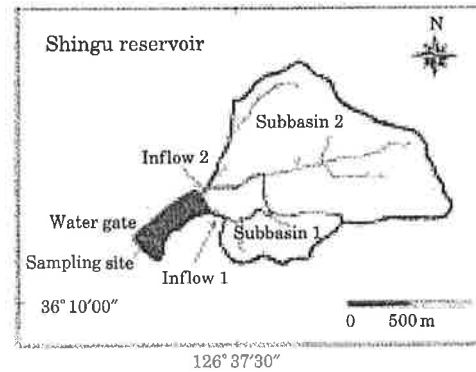 Shingu reservoir
N
Subbasin 2
Inflow 2
Water gate
Subbasin 1
Sampling site
Inflow 1
36° 10′00″
0 500 m
126° 37′30″